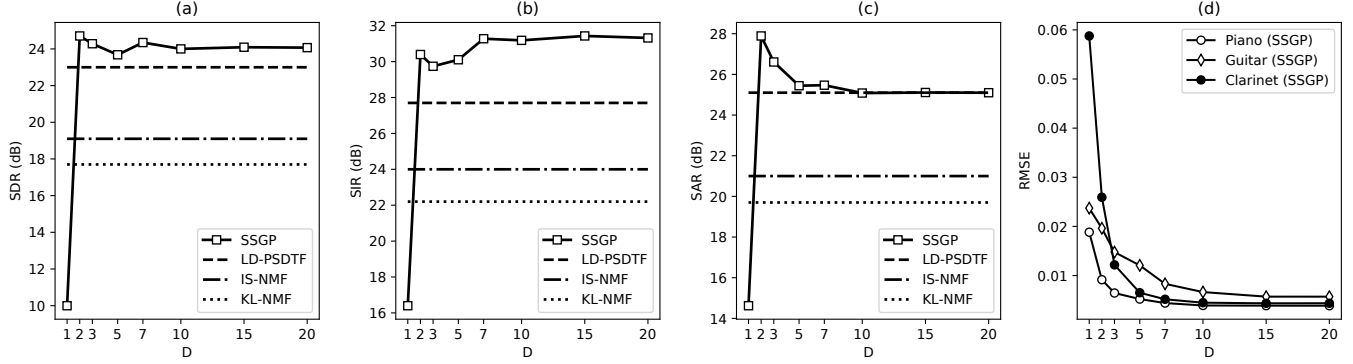 (a)
SDR (dB)
24
22
20
18
16
14
12
10
1 2 3 5 7 10 15 20
D
SSGP
LD-PSDTF
IS-NMF
KL-NMF
(b)
SIR (dB)
32
30
28
26
24
22
20
18
16
1 2 3 5 7 10 15 20
D
SSGP
LD-PSDTF
IS-NMF
KL-NMF
(c)
SAR (dB)
28
26
24
22
20
18
16
14
1 2 3 5 7 10 15 20
D
SSGP
LD-PSDTF
IS-NMF
KL-NMF
(d)
RMSE
0.06
0.05
0.04
0.03
0.02
0.01
1 2 3 5 7 10 15 20
D
Piano (SSGP)
Guitar (SSGP)
Clarinet (SSGP)